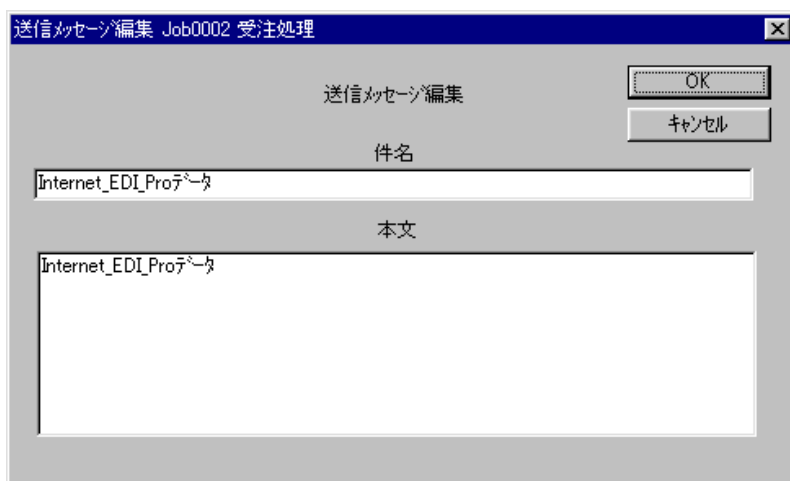 送信ﾒｯｾｰｼﾞ編集 Job0002 受注処理
送信ﾒｯｾｰｼﾞ編集
OK
ｷｬﾝｾﾙ
件名
Internet_EDI_Proﾃﾞｰﾀ
本文
Internet_EDI_Proﾃﾞｰﾀ